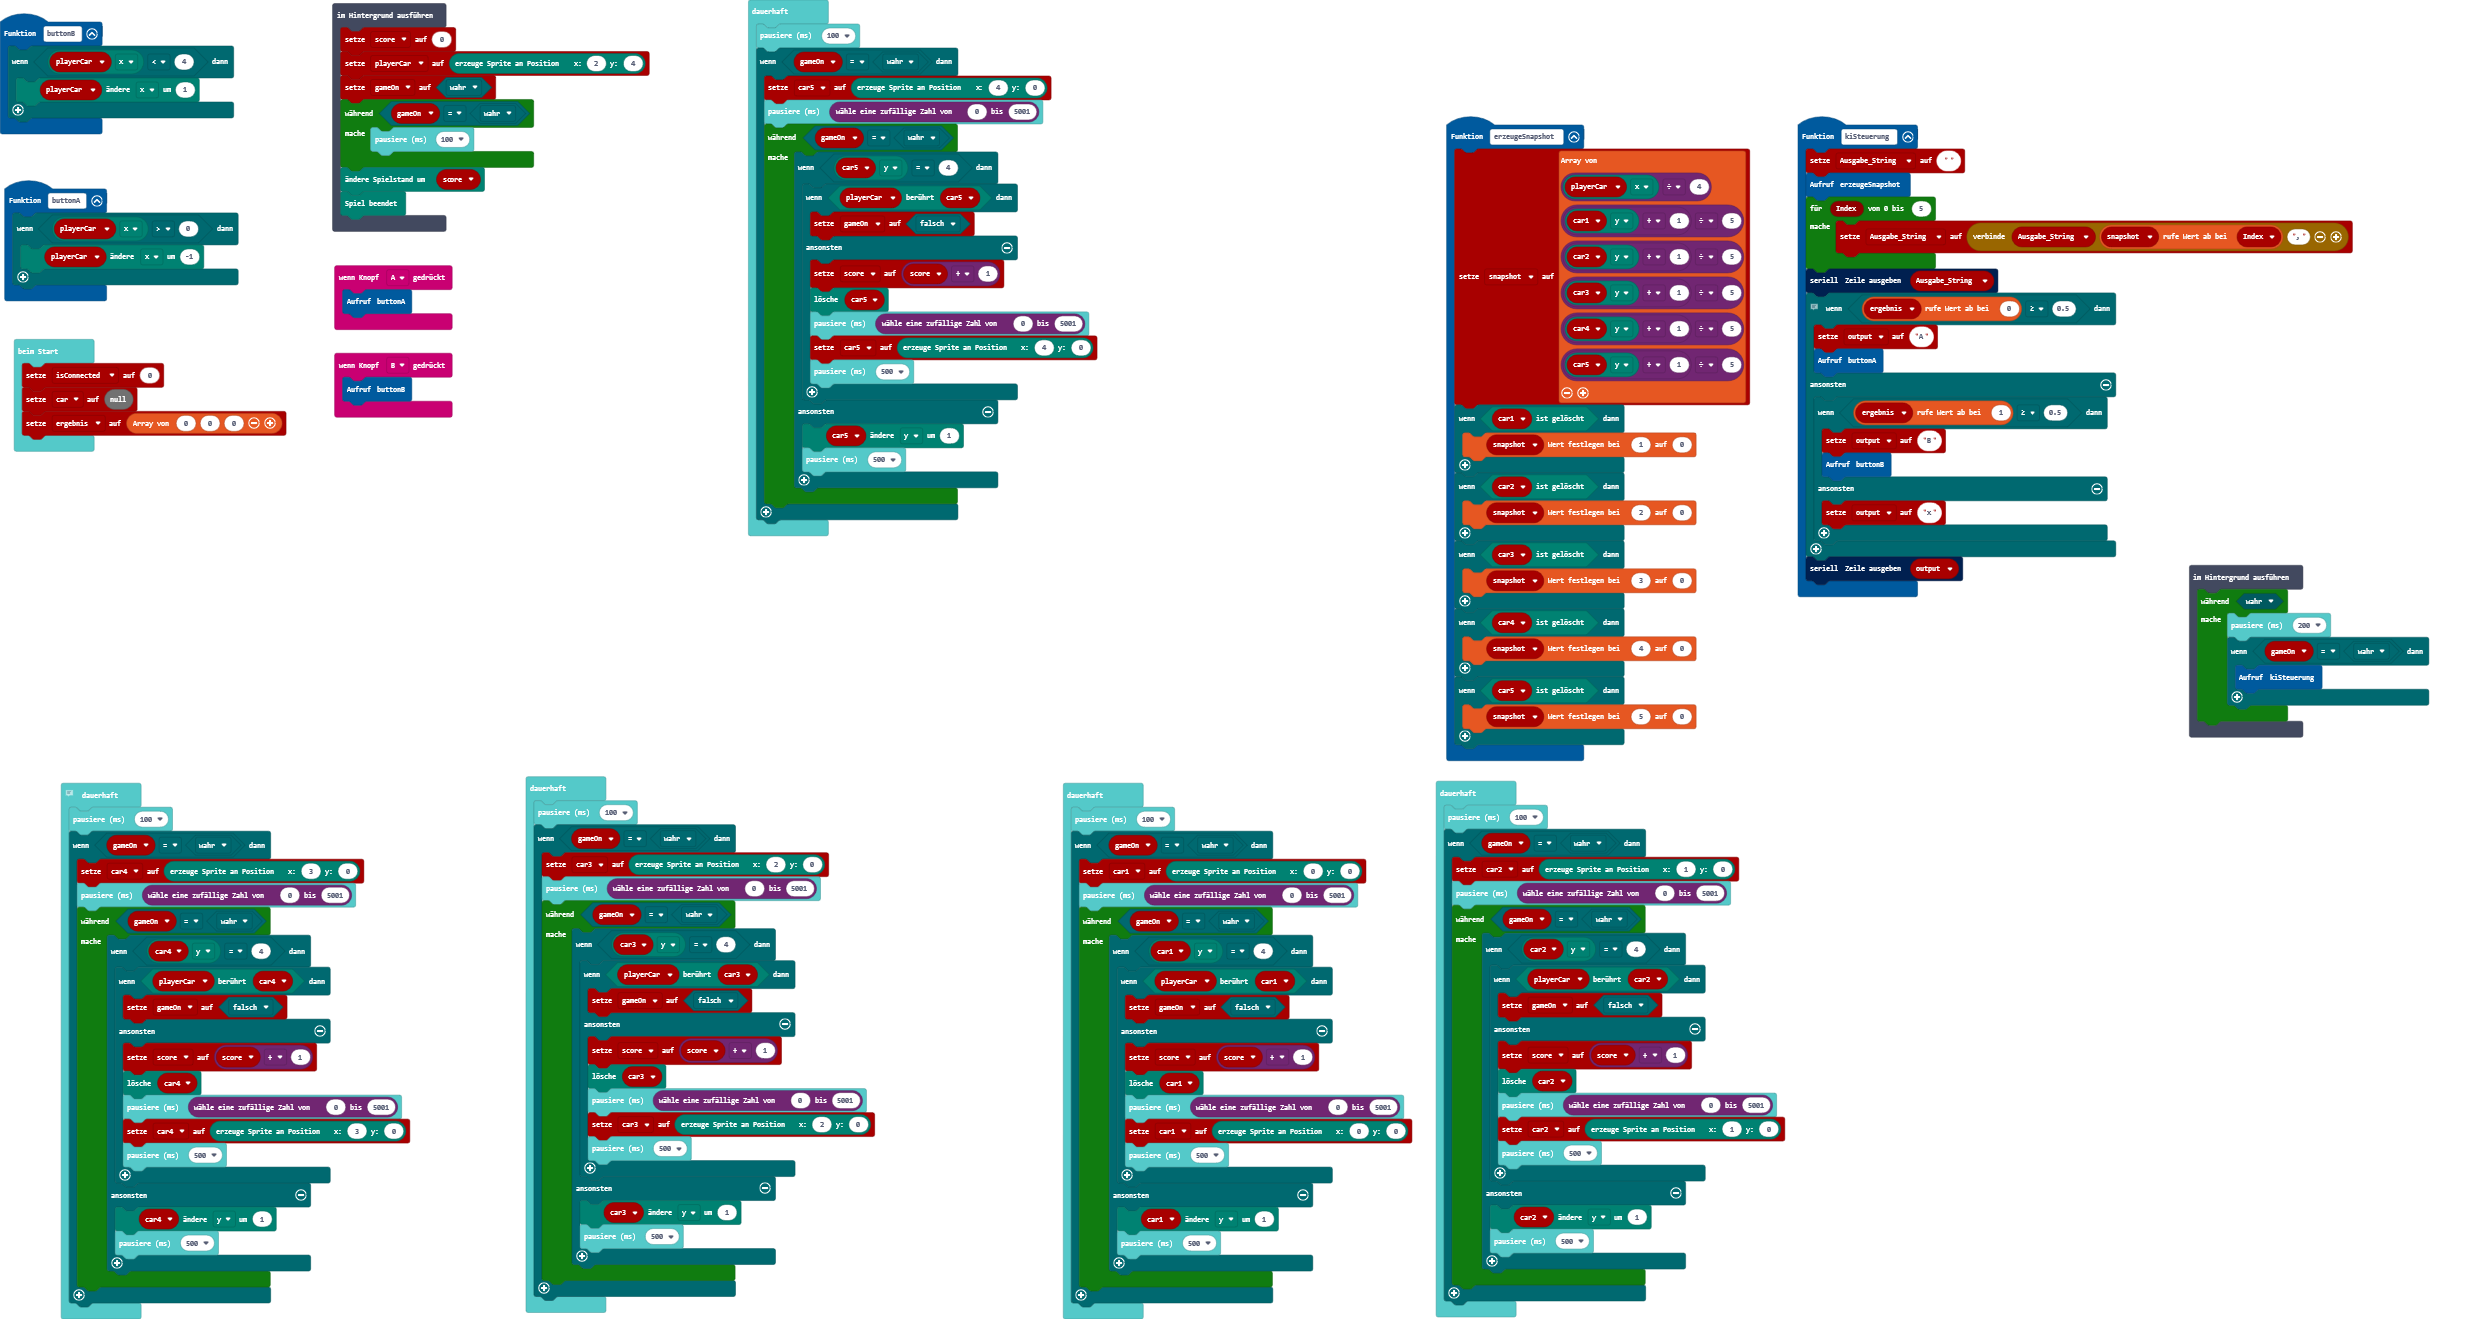 Funktion buttonB
wenn playerCar x < 4 dann
playerCar ändere x um 1
Funktion buttonA
wenn playerCar x > 0 dann
playerCar ändere x um -1
beim Start
setze isConnected auf 0
setze car auf null
setze ergebnis auf Array von 0 0 0
im Hintergrund ausführen
setze score auf 0
setze playerCar auf erzeuge Sprite an Position x: 2 y: 4
setze gameOn auf wahr
während gameOn = wahr
mache pausiere (ms) 100
ändere Spielstand um score
Spiel beendet
wenn Knopf A gedrückt
Aufruf buttonA
wenn Knopf B gedrückt
Aufruf buttonB
dauerhaft
pausiere (ms) 100
wenn gameOn = wahr dann
setze car5 auf erzeuge Sprite an Position x: 4 y: 0
pausiere (ms) wähle eine zufällige Zahl von 0 bis 5001
während gameOn = wahr
mache
wenn car5 y = 4 dann
wenn playerCar berührt car5 dann
setze gameOn auf falsch
ansonsten
setze score auf score + 1
lösche car5
pausiere (ms) wähle eine zufällige Zahl von 0 bis 5001
setze car5 auf erzeuge Sprite an Position x: 4 y: 0
pausiere (ms) 500
ansonsten
car5 ändere y um 1
pausiere (ms) 500
Funktion erzeugeSnapshot
setze snapshot auf Array von
playerCar x ÷ 4
car1 y + 1 ÷ 5
car2 y + 1 ÷ 5
car3 y + 1 ÷ 5
car4 y + 1 ÷ 5
car5 y + 1 ÷ 5
wenn car1 ist gelöscht dann
snapshot Wert festlegen bei 1 auf 0
wenn car2 ist gelöscht dann
snapshot Wert festlegen bei 2 auf 0
wenn car3 ist gelöscht dann
snapshot Wert festlegen bei 3 auf 0
wenn car4 ist gelöscht dann
snapshot Wert festlegen bei 4 auf 0
wenn car5 ist gelöscht dann
snapshot Wert festlegen bei 5 auf 0
Funktion kiSteuerung
setze Ausgabe_String auf " "
Aufruf erzeugeSnapshot
für Index von 0 bis 5
mache setze Ausgabe_String auf verbinde Ausgabe_String snapshot rufe Wert ab bei Index ","
seriell Zeile ausgeben Ausgabe_String
wenn ergebnis rufe Wert ab bei 0 ≥ 0.5 dann
setze output auf "A"
Aufruf buttonA
ansonsten
wenn ergebnis rufe Wert ab bei 1 ≥ 0.5 dann
setze output auf "B"
Aufruf buttonB
ansonsten
setze output auf "x"
seriell Zeile ausgeben output
im Hintergrund ausführen
während wahr
mache pausiere (ms) 200
wenn gameOn = wahr dann
Aufruf kiSteuerung
dauerhaft
pausiere (ms) 100
wenn gameOn = wahr dann
setze car4 auf erzeuge Sprite an Position x: 3 y: 0
pausiere (ms) wähle eine zufällige Zahl von 0 bis 5001
während gameOn = wahr
mache
wenn car4 y = 4 dann
wenn playerCar berührt car4 dann
setze gameOn auf falsch
ansonsten
setze score auf score + 1
lösche car4
pausiere (ms) wähle eine zufällige Zahl von 0 bis 5001
setze car4 auf erzeuge Sprite an Position x: 3 y: 0
pausiere (ms) 500
ansonsten
car4 ändere y um 1
pausiere (ms) 500
dauerhaft
pausiere (ms) 100
wenn gameOn = wahr dann
setze car3 auf erzeuge Sprite an Position x: 2 y: 0
pausiere (ms) wähle eine zufällige Zahl von 0 bis 5001
während gameOn = wahr
mache
wenn car3 y = 4 dann
wenn playerCar berührt car3 dann
setze gameOn auf falsch
ansonsten
setze score auf score + 1
lösche car3
pausiere (ms) wähle eine zufällige Zahl von 0 bis 5001
setze car3 auf erzeuge Sprite an Position x: 2 y: 0
pausiere (ms) 500
ansonsten
car3 ändere y um 1
pausiere (ms) 500
dauerhaft
pausiere (ms) 100
wenn gameOn = wahr dann
setze car1 auf erzeuge Sprite an Position x: 0 y: 0
pausiere (ms) wähle eine zufällige Zahl von 0 bis 5001
während gameOn = wahr
mache
wenn car1 y = 4 dann
wenn playerCar berührt car1 dann
setze gameOn auf falsch
ansonsten
setze score auf score + 1
lösche car1
pausiere (ms) wähle eine zufällige Zahl von 0 bis 5001
setze car1 auf erzeuge Sprite an Position x: 0 y: 0
pausiere (ms) 500
ansonsten
car1 ändere y um 1
pausiere (ms) 500
dauerhaft
pausiere (ms) 100
wenn gameOn = wahr dann
setze car2 auf erzeuge Sprite an Position x: 1 y: 0
pausiere (ms) wähle eine zufällige Zahl von 0 bis 5001
während gameOn = wahr
mache
wenn car2 y = 4 dann
wenn playerCar berührt car2 dann
setze gameOn auf falsch
ansonsten
setze score auf score + 1
lösche car2
pausiere (ms) wähle eine zufällige Zahl von 0 bis 5001
setze car2 auf erzeuge Sprite an Position x: 1 y: 0
pausiere (ms) 500
ansonsten
car2 ändere y um 1
pausiere (ms) 500